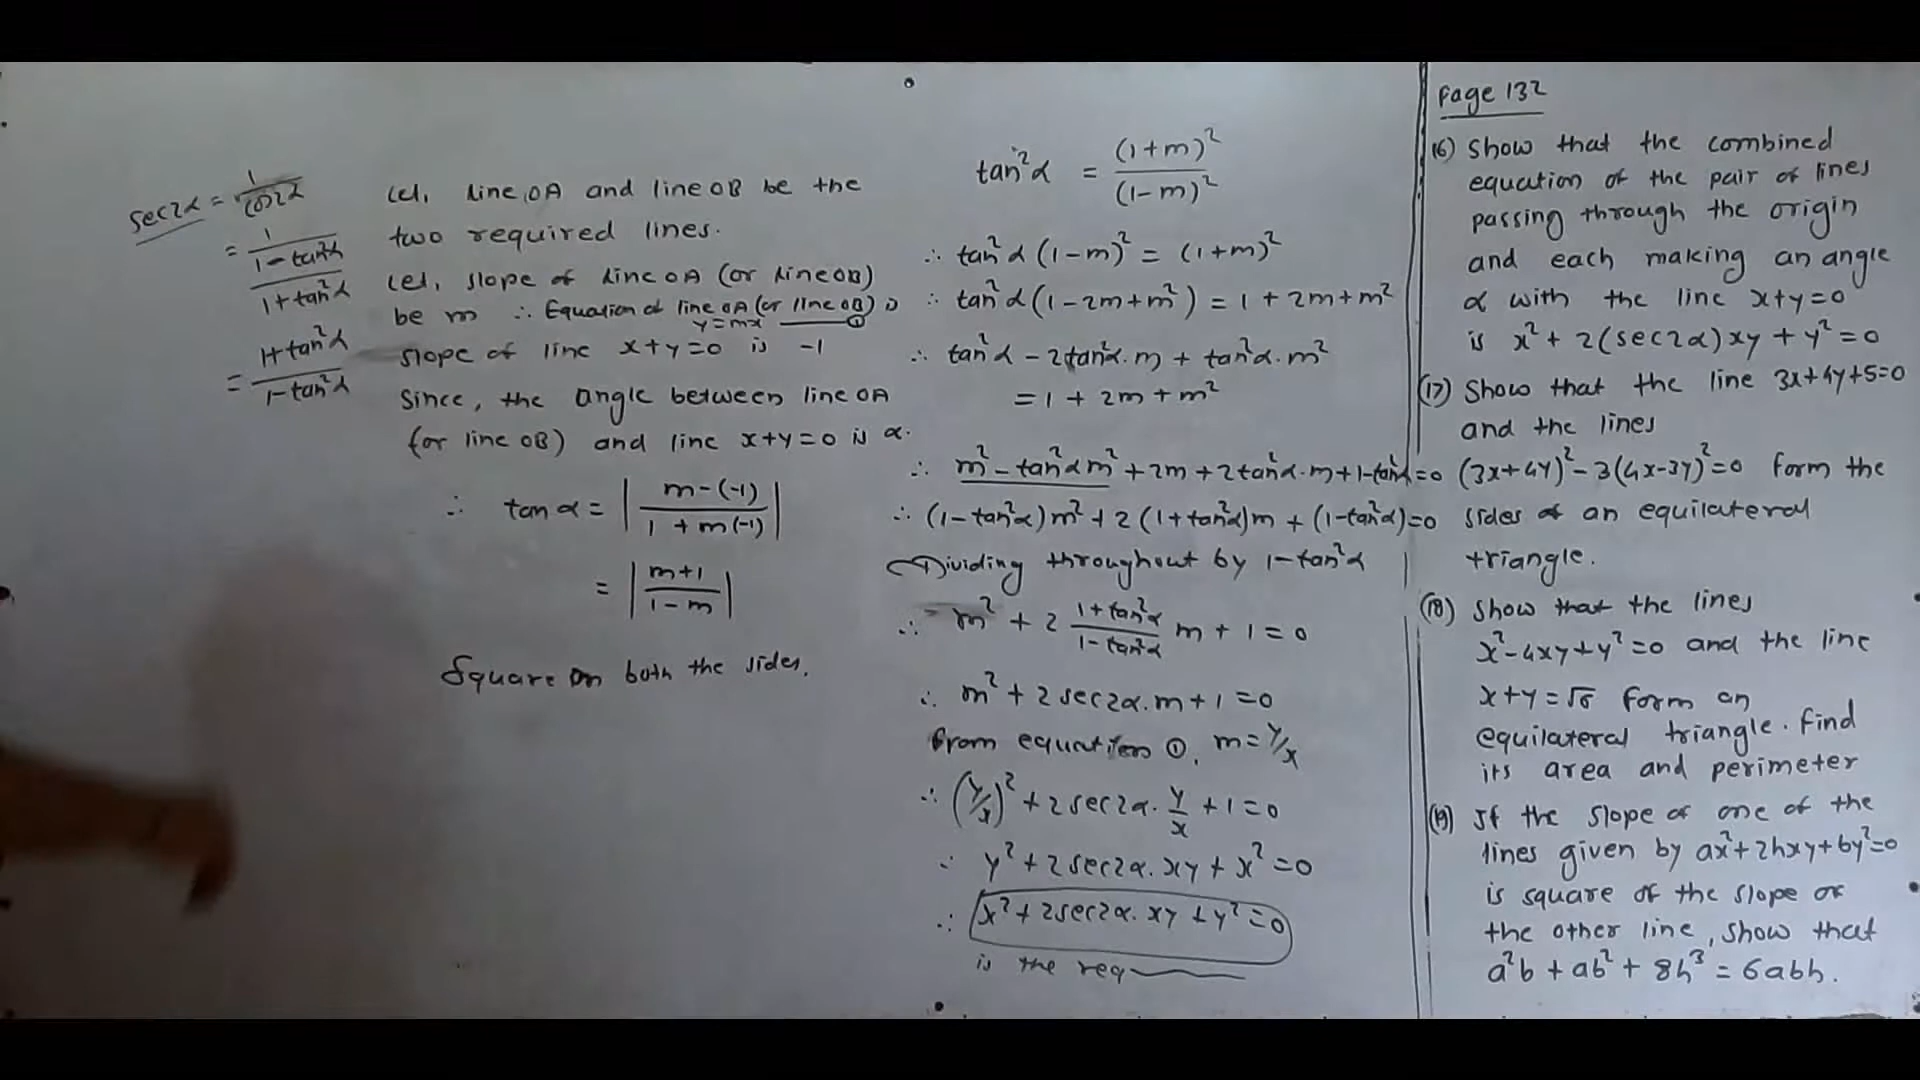 sec2α = 1/cos2α
= 1/((1-tan²α)/(1+tan²α))
= (1+tan²α)/(1-tan²α)
Let, line OA and line OB be the
two required lines.
Let, slope of line OA (or line OB)
be m ∴ Equation of line OA (or line OB) is
y=mx ——— ①
slope of line x+y=0 is -1
Since, the angle between line OA
(or line OB) and line x+y=0 is α.
∴ tan α = |(m-(-1))/(1+m(-1))|
= |(m+1)/(1-m)|
Square on both the sides.
tan²α = (1+m)²/(1-m)²
∴ tan²α (1-m)² = (1+m)²
∴ tan²α (1-2m+m²) = 1+2m+m²
∴ tan²α - 2tan²α.m + tan²α.m²
= 1+2m+m²
∴ m² - tan²α m² + 2m + 2tan²α.m + 1-tan²α=0
∴ (1-tan²α)m² + 2(1+tan²α)m + (1-tan²α)=0
Dividing throughout by 1-tan²α
∴ m² + 2 (1+tan²α)/(1-tan²α) m + 1 = 0
∴ m² + 2 sec2α.m + 1 = 0
from equation ①, m = y/x
∴ (y/x)² + 2 sec2α. y/x + 1 = 0
∴ y² + 2 sec2α. xy + x² = 0
∴ x² + 2sec2α. xy + y² = 0
is the req
Page 132
16) Show that the combined
equation of the pair of lines
passing through the origin
and each making an angle
α with the line x+y=0
is x² + 2(sec2α)xy + y² = 0
(17) Show that the line 3x+4y+5=0
and the lines
(3x+4y)² - 3(4x-3y)² = 0 form the
sides of an equilateral
triangle.
(18) Show that the lines
x²-4xy+y²=0 and the line
x+y=√6 form an
equilateral triangle. Find
its area and perimeter
(19) If the slope of one of the
lines given by ax²+2hxy+by²=0
is square of the slope of
the other line, show that
a²b + ab² + 8h³ = 6abh.